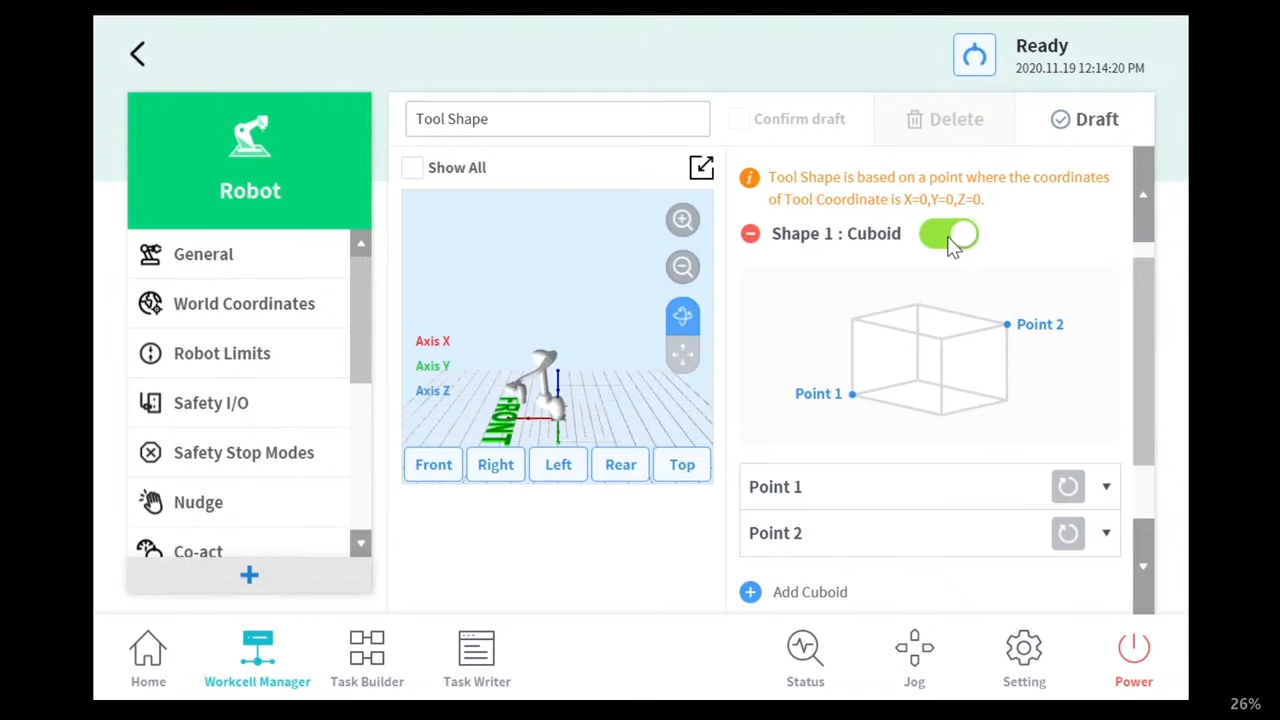 Ready
2020.11.19 12:14:20 PM
Robot
General
World Coordinates
Robot Limits
Safety I/O
Safety Stop Modes
Nudge
Co-act
Tool Shape
Confirm draft
Delete
Draft
Show All
Axis X
Axis Y
Axis Z
FRONT
Front
Right
Left
Rear
Top
Tool Shape is based on a point where the coordinates
of Tool Coordinate is X=0,Y=0,Z=0.
Shape 1 : Cuboid
Point 2
Point 1
Point 1
Point 2
Add Cuboid
Home
Workcell Manager
Task Builder
Task Writer
Status
Jog
Setting
Power
26%